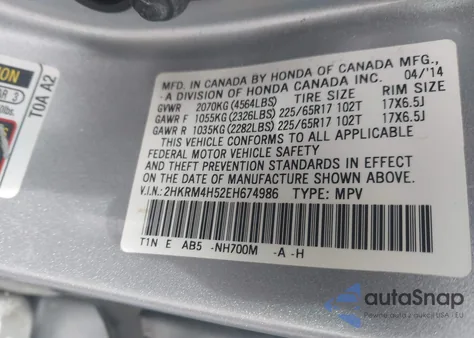 MFD. IN CANADA BY HONDA OF CANADA MFG.,
-A DIVISION OF HONDA CANADA INC. 04/'14
GVWR 2070KG (4564LBS) TIRE SIZE RIM SIZE
GAWR F 1055KG (2326LBS) 225/65R17 102T 17X6.5J
GAWR R 1035KG (2282LBS) 225/65R17 102T 17X6.5J
THIS VEHICLE CONFORMS TO ALL APPLICABLE
FEDERAL MOTOR VEHICLE SAFETY
AND THEFT PREVENTION STANDARDS IN EFFECT
ON THE DATE OF MANUFACTURE SHOWN ABOVE.
V.I.N.: 2HKRM4H52EH674986 TYPE: MPV
T1N E AB5 -NH700M -A -H
T0A A2
autoSnap